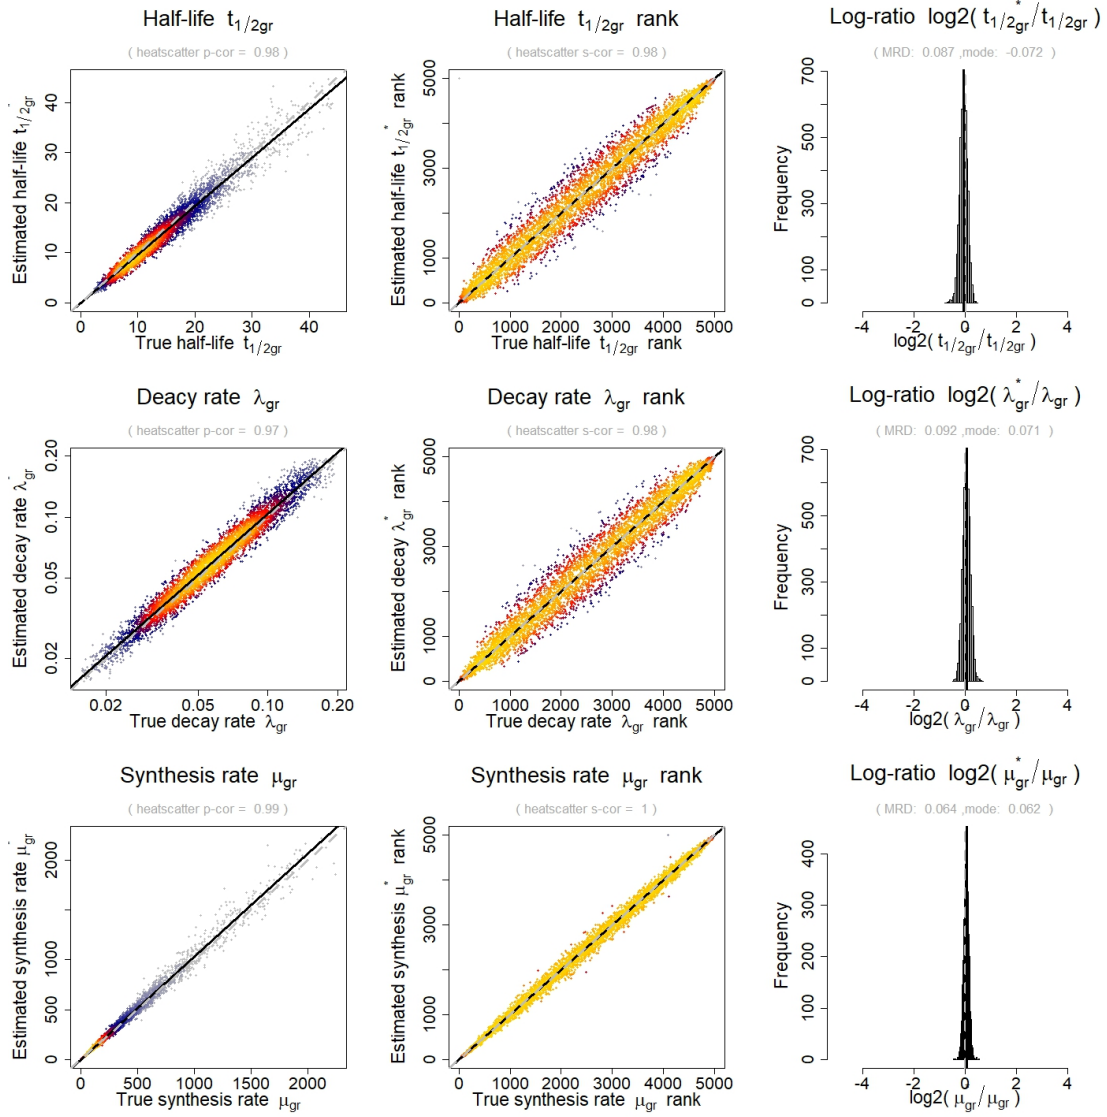 Half-life t1/2gr
( heatscatter p-cor = 0.98 )
Estimated half-life t1/2gr*
0 10 20 30 40
0 10 20 30 40
True half-life t1/2gr
Half-life t1/2gr rank
( heatscatter s-cor = 0.98 )
Estimated half-life t1/2gr* rank
0 1000 3000 5000
0 1000 2000 3000 4000 5000
True half-life t1/2gr rank
Log-ratio log2( t1/2gr*/t1/2gr )
( MRD: 0.087 ,mode: -0.072 )
Frequency
0 100 300 500 700
-4 -2 0 2 4
log2( t1/2gr/t1/2gr )
Deacy rate λgr
( heatscatter p-cor = 0.97 )
Estimated decay rate λgr*
0.02 0.05 0.10 0.20
0.02 0.05 0.10 0.20
True decay rate λgr
Decay rate λgr rank
( heatscatter s-cor = 0.98 )
Estimated decay λgr* rank
0 1000 3000 5000
0 1000 2000 3000 4000 5000
True decay rate λgr rank
Log-ratio log2( λgr*/λgr )
( MRD: 0.092 ,mode: 0.071 )
Frequency
0 100 300 500 700
-4 -2 0 2 4
log2( λgr/λgr )
Synthesis rate μgr
( heatscatter p-cor = 0.99 )
Estimated synthesis rate μgr*
0 500 1000 2000
0 500 1000 1500 2000
True synthesis rate μgr
Synthesis rate μgr rank
( heatscatter s-cor = 1 )
Estimated synthesis μgr* rank
0 1000 3000 5000
0 1000 2000 3000 4000 5000
True synthesis rate μgr rank
Log-ratio log2( μgr*/μgr )
( MRD: 0.064 ,mode: 0.062 )
Frequency
0 100 200 300 400
-4 -2 0 2 4
log2( μgr/μgr )